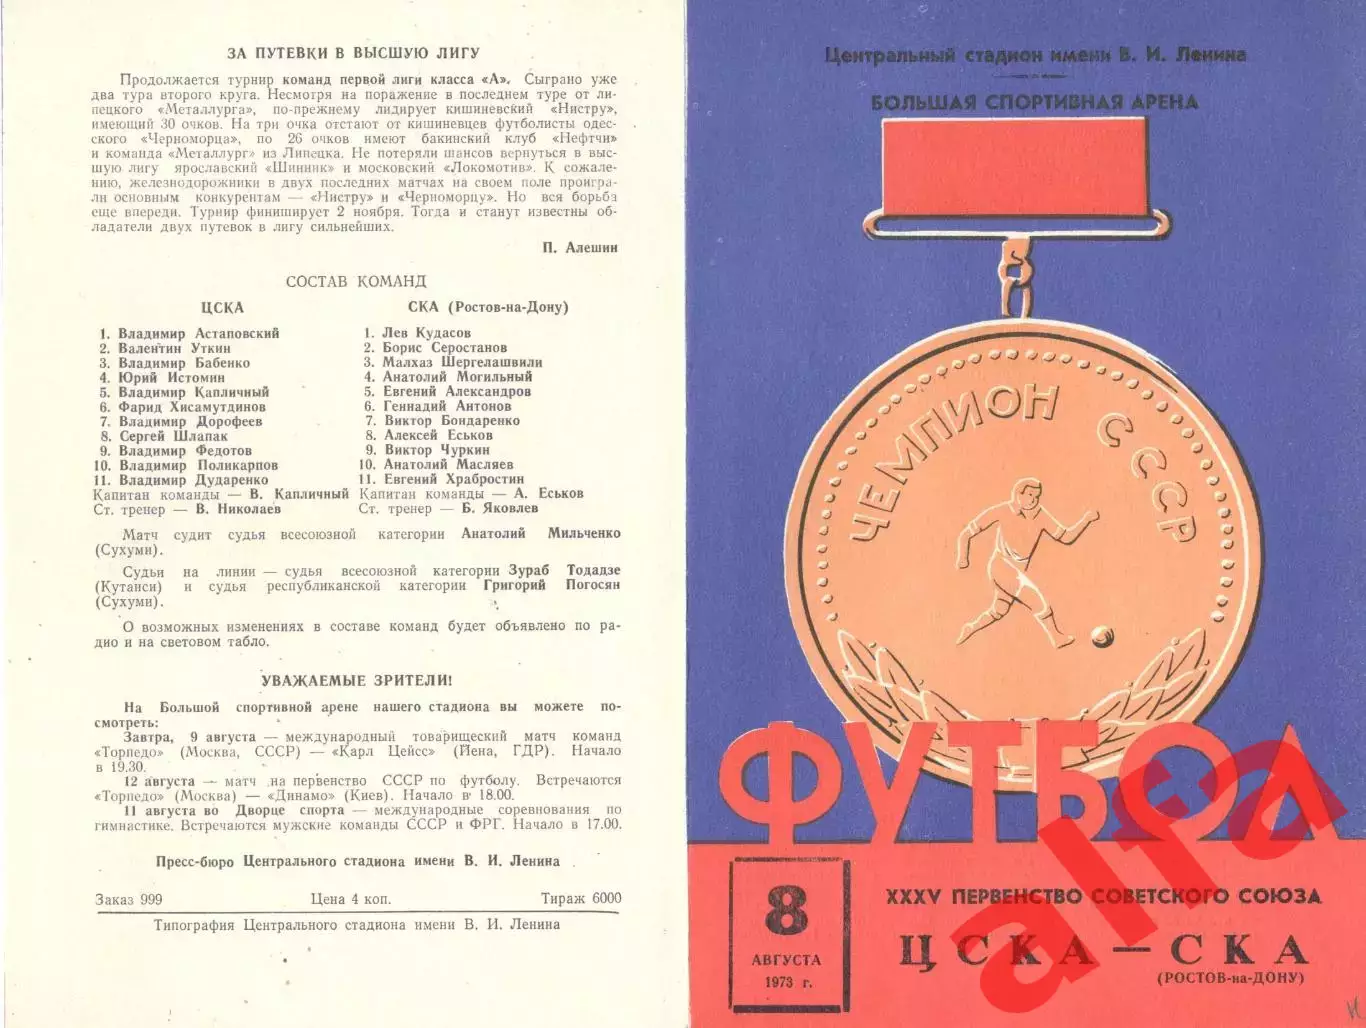 ЗА ПУТЕВКИ В ВЫСШУЮ ЛИГУ
Продолжается турнир команд первой лиги класса «А». Сыграно уже
два тура второго круга. Несмотря на поражение в последнем туре от ли-
пецкого «Металлурга», по-прежнему лидирует кишиневский «Нистру»,
имеющий 30 очков. На три очка отстают от кишиневцев футболисты одес-
ского «Черноморца», по 26 очков имеют бакинский клуб «Нефтчи»
и команда «Металлург» из Липецка. Не потеряли шансов вернуться в выс-
шую лигу ярославский «Шинник» и московский «Локомотив». К сожале-
нию, железнодорожники в двух последних матчах на своем поле проигра-
ли основным конкурентам — «Нистру» и «Черноморцу». Но вся борьба
еще впереди. Турнир финиширует 2 ноября. Тогда и станут известны об-
ладатели двух путевок в лигу сильнейших.
П. Алешин
СОСТАВ КОМАНД
ЦСКА
1. Владимир Астаповский
2. Валентин Уткин
3. Владимир Бабенко
4. Юрий Истомин
5. Владимир Капличный
6. Фарид Хисамутдинов
7. Владимир Дорофеев
8. Сергей Шлапак
9. Владимир Федотов
10. Владимир Поликарпов
11. Владимир Дударенко
Капитан команды — В. Капличный
Ст. тренер — В. Николаев
СКА (Ростов-на-Дону)
1. Лев Кудасов
2. Борис Серостанов
3. Малхаз Шергелашвили
4. Анатолий Могильный
5. Евгений Александров
6. Геннадий Антонов
7. Виктор Бондаренко
8. Алексей Еськов
9. Виктор Чуркин
10. Анатолий Масляев
11. Евгений Храбростин
Капитан команды — А. Еськов
Ст. тренер — Б. Яковлев
Матч судит судья всесоюзной категории Анатолий Мильченко
(Сухуми).
Судьи на линии — судья всесоюзной категории Зураб Тодадзе
(Кутаиси) и судья республиканской категории Григорий Погосян
(Сухуми).
О возможных изменениях в составе команд будет объявлено по ра-
дио и на световом табло.
УВАЖАЕМЫЕ ЗРИТЕЛИ!
На Большой спортивной арене нашего стадиона вы можете по-
смотреть:
Завтра, 9 августа — международный товарищеский матч команд
«Торпедо» (Москва, СССР) — «Карл Цейсс» (Йена, ГДР). Начало
в 19.30.
12 августа — матч на первенство СССР по футболу. Встречаются
«Торпедо» (Москва) — «Динамо» (Киев). Начало в 18.00.
11 августа во Дворце спорта — международные соревнования по
гимнастике. Встречаются мужские команды СССР и ФРГ. Начало в 17.00.
Пресс-бюро Центрального стадиона имени В. И. Ленина
Заказ 999 Цена 4 коп. Тираж 6000
Типография Центрального стадиона имени В. И. Ленина
Центральный стадион имени В. И. Ленина
БОЛЬШАЯ СПОРТИВНАЯ АРЕНА
ЧЕМПИОН СССР
ФУТБОЛ
8
АВГУСТА
1973 г.
XXXV ПЕРВЕНСТВО СОВЕТСКОГО СОЮЗА
ЦСКА — СКА
(РОСТОВ-на-ДОНУ)
alfa